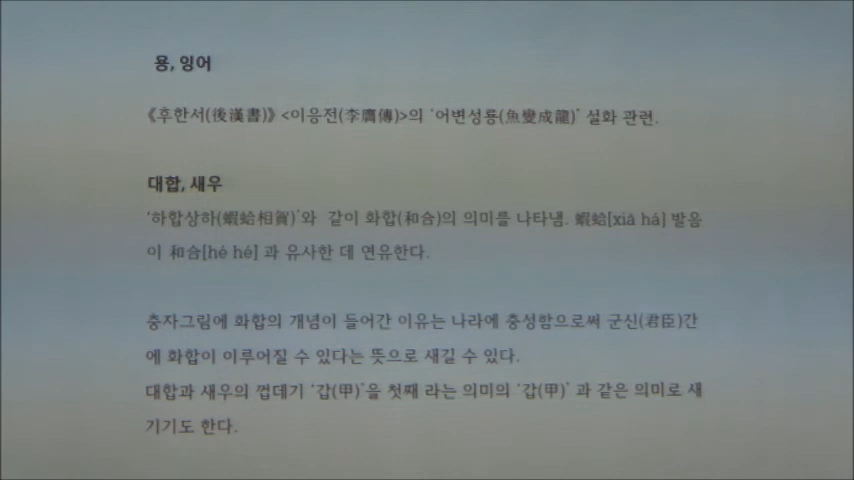 용, 잉어
《후한서(後漢書)》 <이응전(李膺傳)>의 ‘어변성룡(魚變成龍)’ 설화 관련.
대합, 새우
‘하합상하(蝦蛤相賀)’와 같이 화합(和合)의 의미를 나타냄. 蝦蛤[xiā há] 발음
이 和合[hé hé] 과 유사한 데 연유한다.
충자그림에 화합의 개념이 들어간 이유는 나라에 충성함으로써 군신(君臣)간
에 화합이 이루어질 수 있다는 뜻으로 새길 수 있다.
대합과 새우의 껍데기 ‘갑(甲)’을 첫째 라는 의미의 ‘갑(甲)’ 과 같은 의미로 새
기기도 한다.